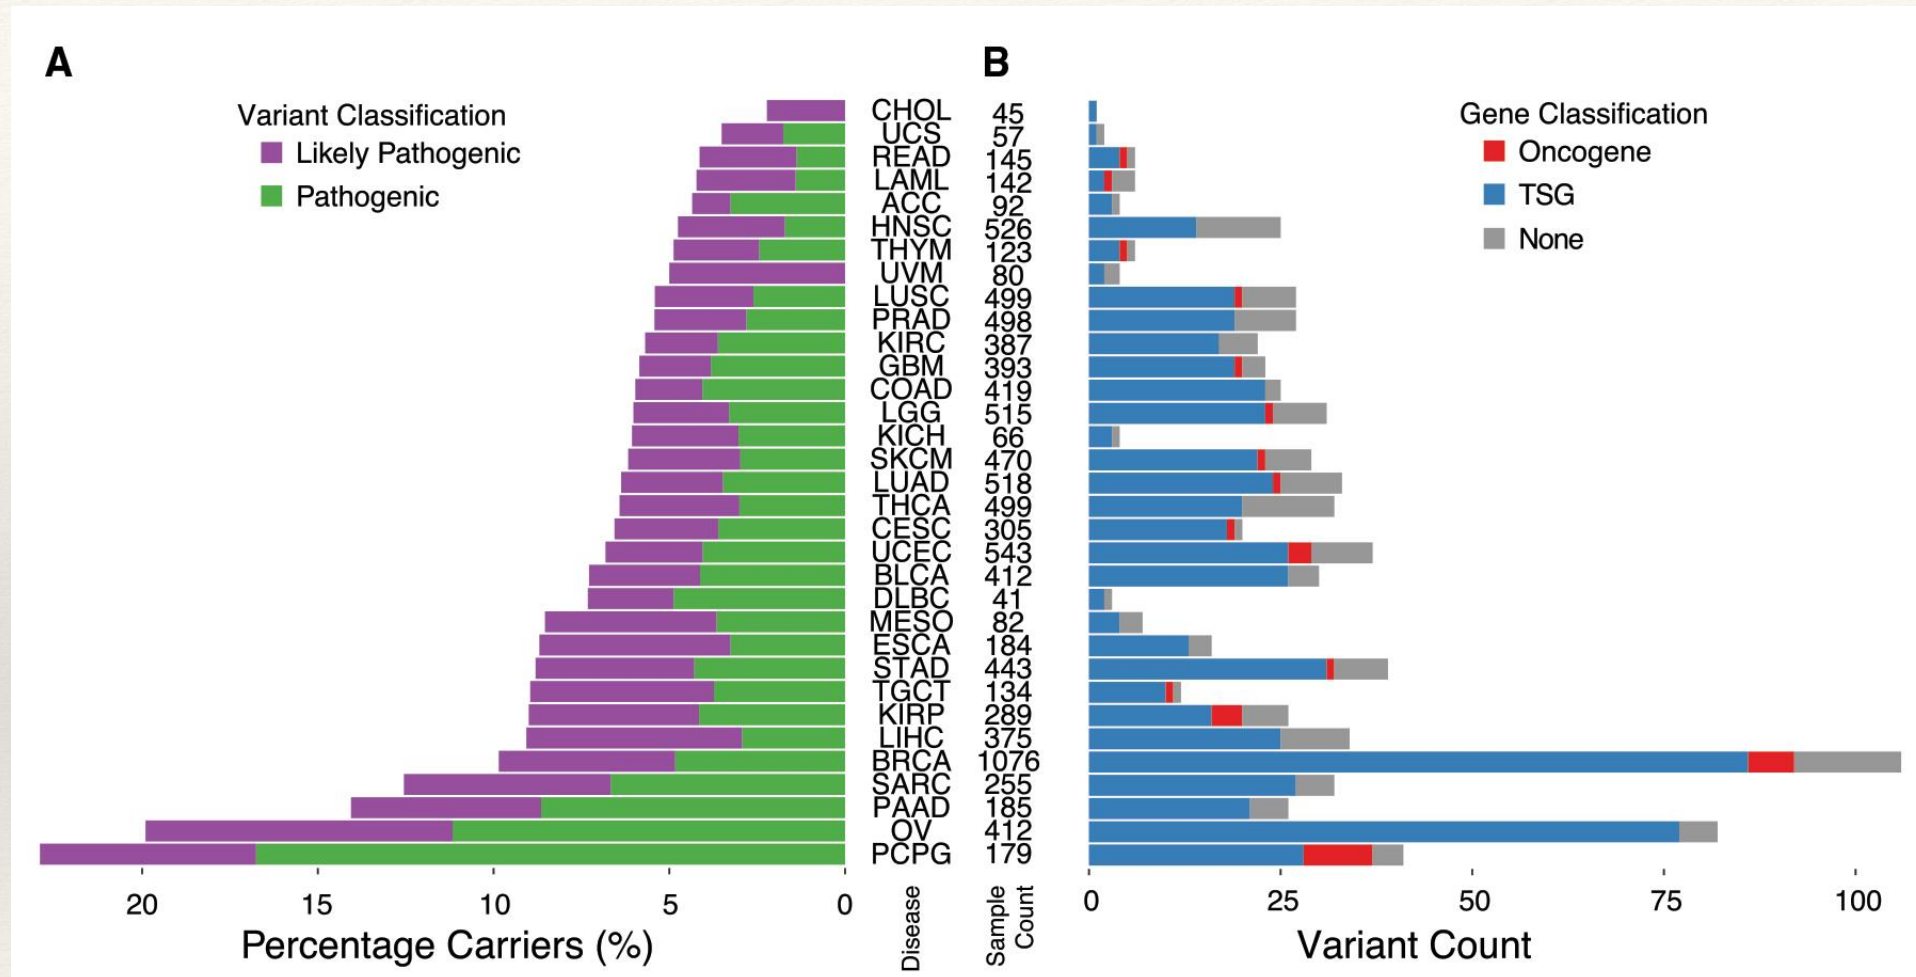 A
B
Variant Classification
Likely Pathogenic
Pathogenic
Gene Classification
Oncogene
TSG
None
CHOL 45
UCS 57
READ 145
LAML 142
ACC 92
HNSC 526
THYM 123
UVM 80
LUSC 499
PRAD 498
KIRC 387
GBM 393
COAD 419
LGG 515
KICH 66
SKCM 470
LUAD 518
THCA 499
CESC 305
UCEC 543
BLCA 412
DLBC 41
MESO 82
ESCA 184
STAD 443
TGCT 134
KIRP 289
LIHC 375
BRCA 1076
SARC 255
PAAD 185
OV 412
PCPG 179
20 15 10 5 0
Percentage Carriers (%)
Disease
Sample
Count
0 25 50 75 100
Variant Count